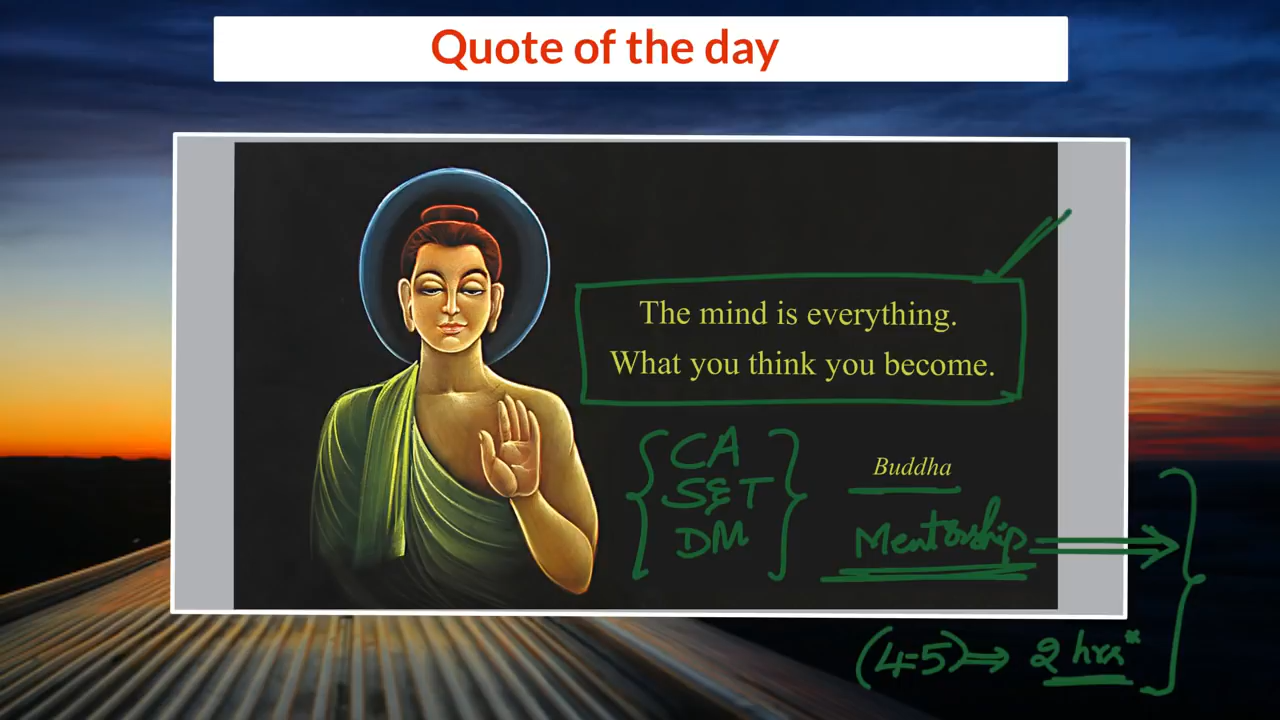 Quote of the day
The mind is everything.
What you think you become.
Buddha
CA
S&T
DM
Mentorship
(4-5) ⇒ 2 hrs*